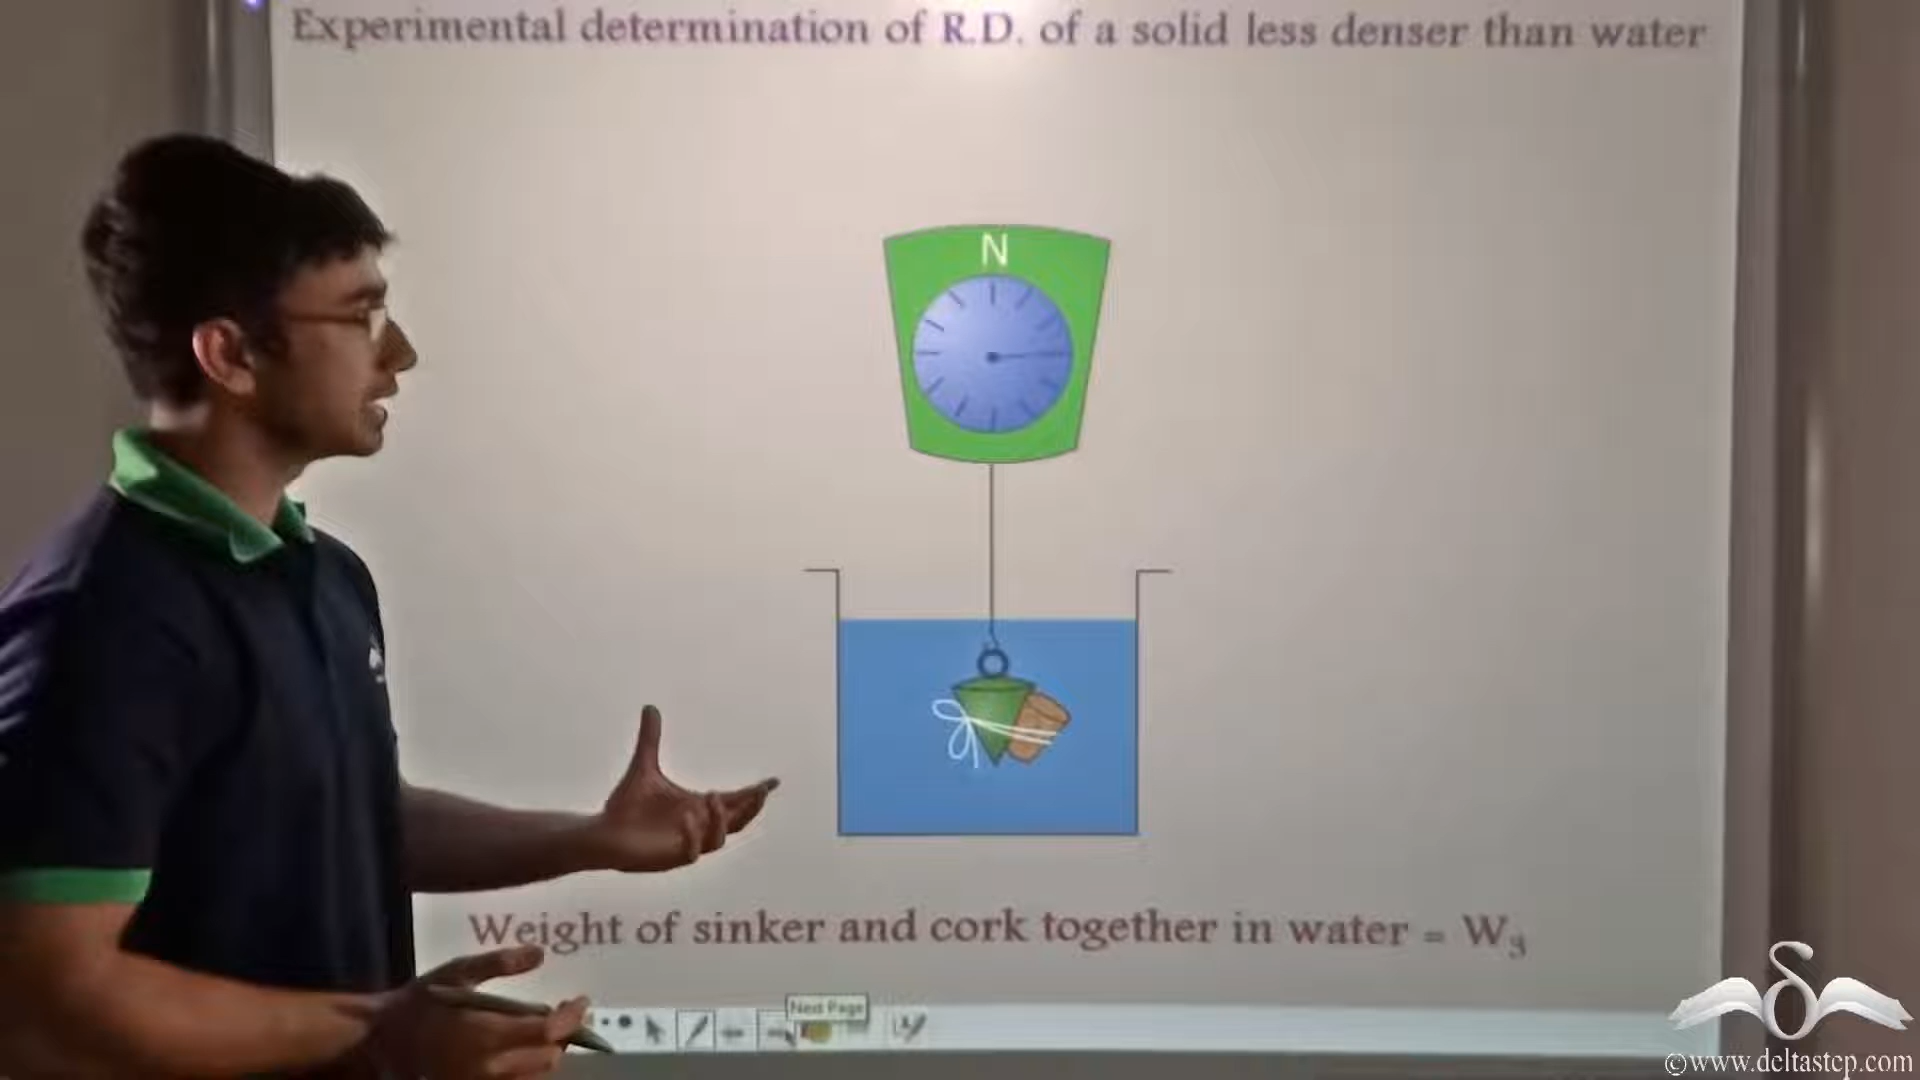 Experimental determination of R.D. of a solid less denser than water
N
Weight of sinker and cork together in water = W₃
Next Page
©www.deltastep.com